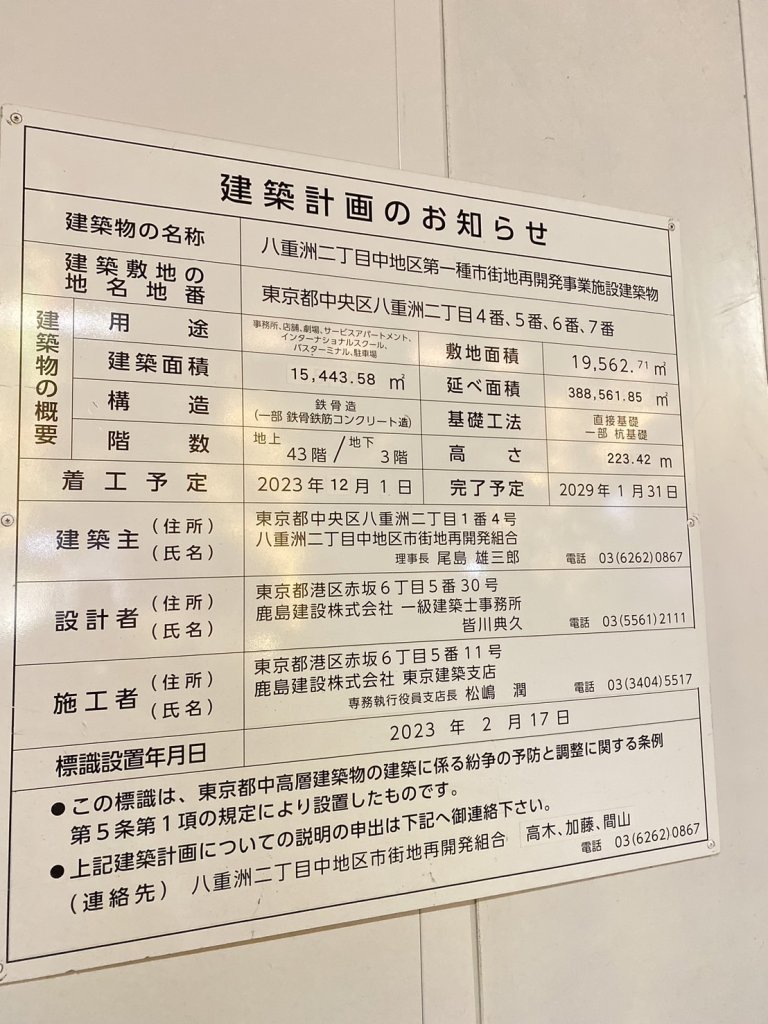 建築計画のお知らせ
建築物の名称 八重洲二丁目中地区第一種市街地再開発事業施設建築物
建築敷地の
地名地番
東京都中央区八重洲二丁目4番、5番、6番、7番
建築物の概要
用途
事務所、店舗、劇場、サービスアパートメント、
インターナショナルスクール、
バスターミナル、駐車場
敷地面積 19,562.71㎡
建築面積 15,443.58㎡ 延べ面積 388,561.85㎡
構造
鉄骨造
(一部 鉄骨鉄筋コンクリート造)
基礎工法
直接基礎
一部 杭基礎
階数 地上 43階/地下 3階 高さ 223.42 m
着工予定 2023年12月1日 完了予定 2029年1月31日
建築主 (住所)
(氏名)
東京都中央区八重洲二丁目1番4号
八重洲二丁目中地区市街地再開発組合
理事長 尾島 雄三郎 電話 03(6262)0867
設計者 (住所)
(氏名)
東京都港区赤坂6丁目5番30号
鹿島建設株式会社 一級建築士事務所
皆川典久 電話 03(5561)2111
施工者 (住所)
(氏名)
東京都港区赤坂6丁目5番11号
鹿島建設株式会社 東京建築支店
専務執行役員支店長 松嶋 潤 電話 03(3404)5517
標識設置年月日 2023年2月17日
●この標識は、東京都中高層建築物の建築に係る紛争の予防と調整に関する条例
第5条第1項の規定により設置したものです。
●上記建築計画についての説明の申出は下記へ御連絡下さい。
(連絡先) 八重洲二丁目中地区市街地再開発組合 高木、加藤、間山
電話 03(6262)0867